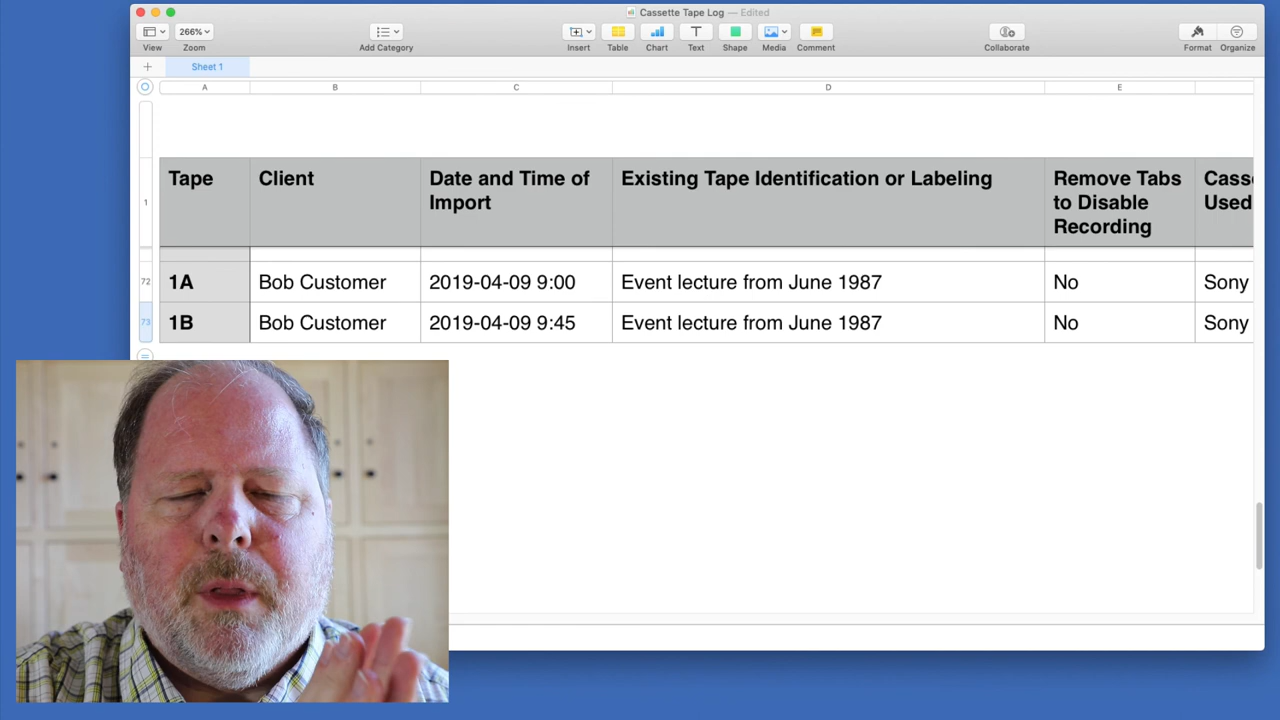 Cassette Tape Log — Edited
266%
View
Zoom
Add Category
Insert
Table
Chart
Text
Shape
Media
Comment
Collaborate
Format
Organize
Sheet 1
A
B
C
D
E
1
Tape
Client
Date and Time of
Import
Existing Tape Identification or Labeling
Remove Tabs
to Disable
Recording
Used
72
1A
Bob Customer
2019-04-09 9:00
Event lecture from June 1987
No
Sony
73
1B
Bob Customer
2019-04-09 9:45
Event lecture from June 1987
No
Sony